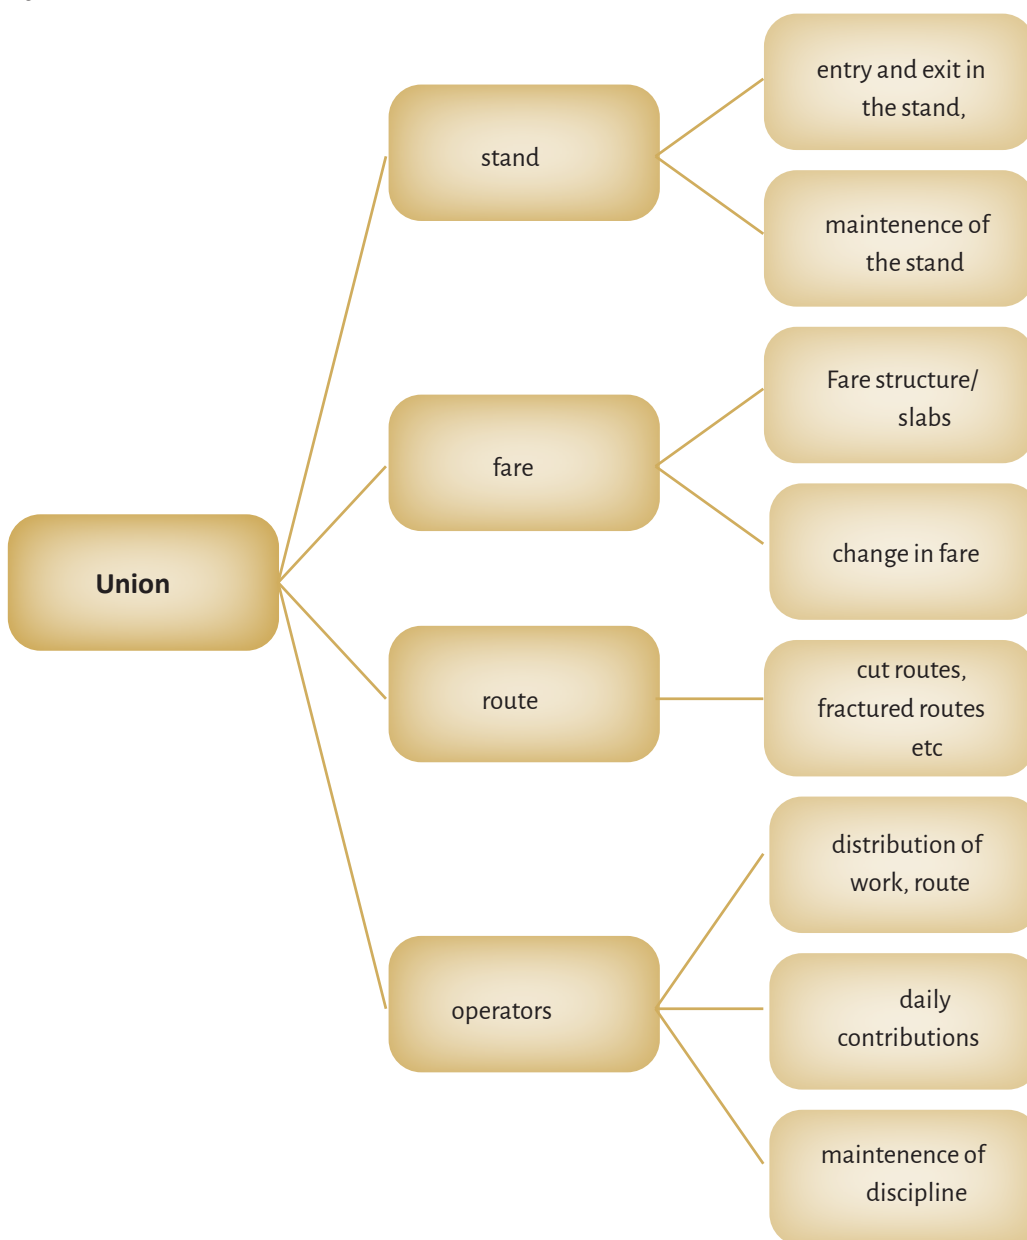 entry and exit in
the stand,
stand
maintenence of
the stand
Fare structure/
slabs
fare
change in fare
Union
cut routes,
fractured routes
etc
route
distribution of
work, route
operators
daily
contributions
maintenence of
discipline